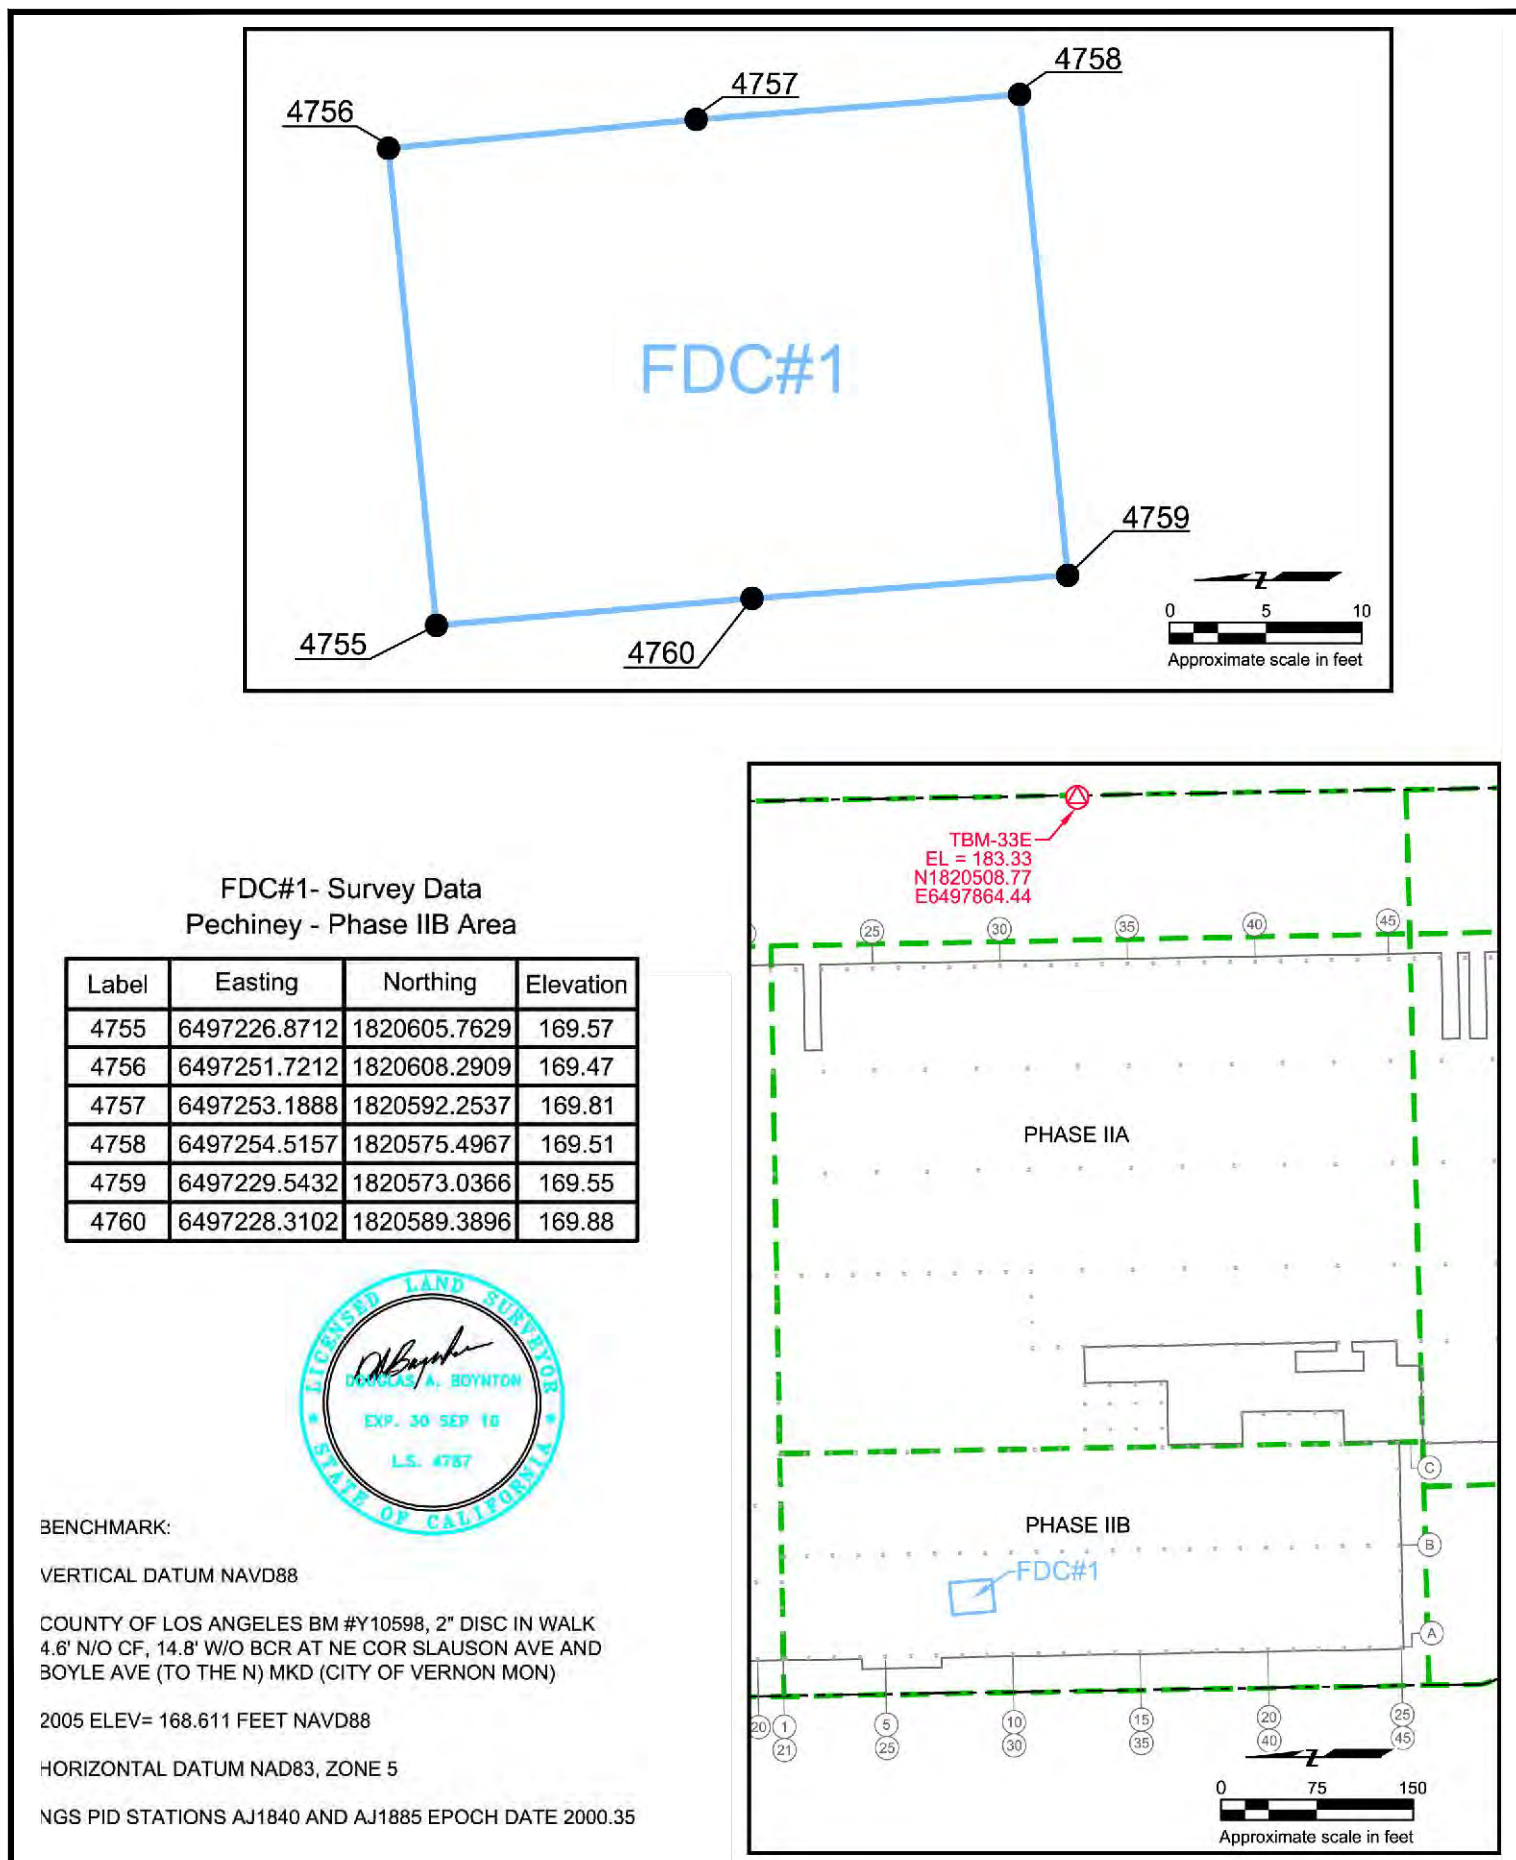 4758
4757
4756
FDC#1
4759
4755
4760
Z
0 5 10
Approximate scale in feet
TBM-33E
EL = 183.33
N1820508.77
E6497864.44
25 30 35 40 45
PHASE IIA
FDC#1- Survey Data
Pechiney - Phase IIB Area
Label Easting Northing Elevation
4755 6497226.8712 1820605.7629 169.57
4756 6497251.7212 1820608.2909 169.47
4757 6497253.1888 1820592.2537 169.81
4758 6497254.5157 1820575.4967 169.51
4759 6497229.5432 1820573.0366 169.55
4760 6497228.3102 1820589.3896 169.88
LICENSED LAND SURVEYOR
DOUGLAS A. BOYNTON
EXP. 30 SEP 10
L.S. 4787
STATE OF CALIFORNIA
C
PHASE IIB
B
FDC#1
A
20 1 5 10 15 20 25
21 25 30 35 40 45
Z
0 75 150
Approximate scale in feet
BENCHMARK:
VERTICAL DATUM NAVD88
COUNTY OF LOS ANGELES BM #Y10598, 2" DISC IN WALK
4.6' N/O CF, 14.8' W/O BCR AT NE COR SLAUSON AVE AND
BOYLE AVE (TO THE N) MKD (CITY OF VERNON MON)
2005 ELEV= 168.611 FEET NAVD88
HORIZONTAL DATUM NAD83, ZONE 5
NGS PID STATIONS AJ1840 AND AJ1885 EPOCH DATE 2000.35